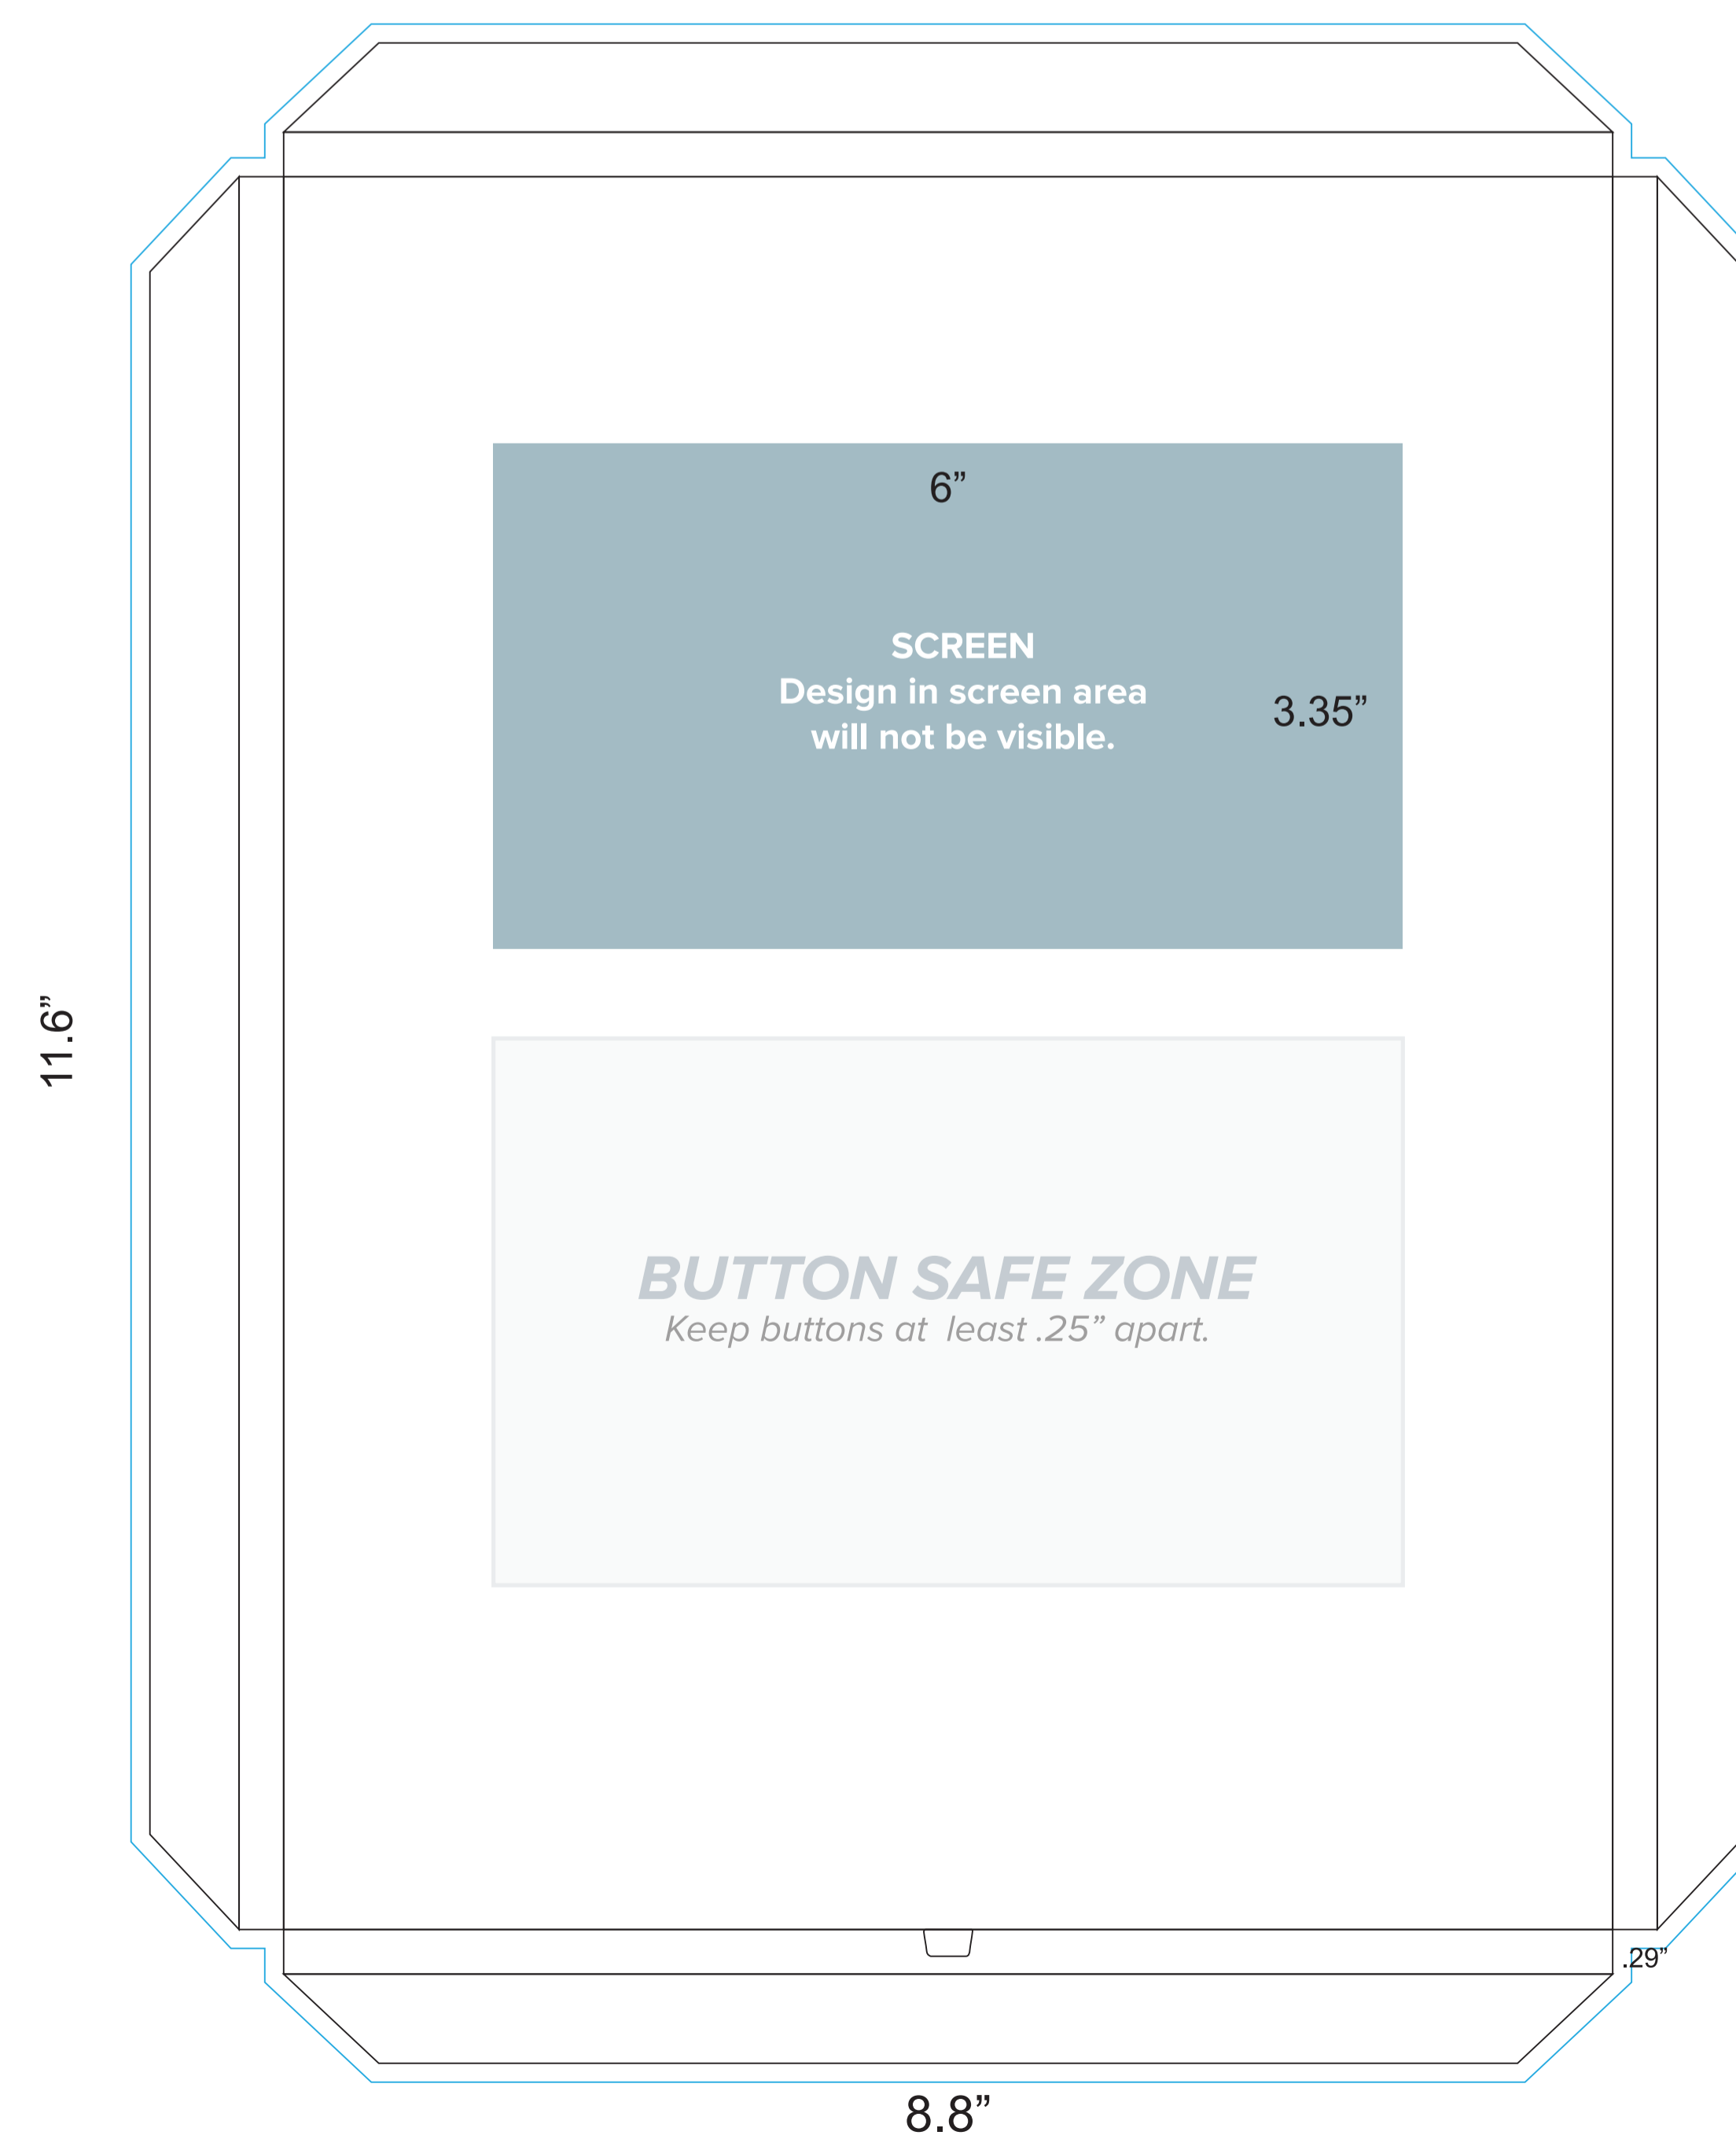 6”
SCREEN
Design in screen area
will not be visible.
3.35”
11.6”
BUTTON SAFE ZONE
Keep buttons at least .25” apart.
.29”
8.8”